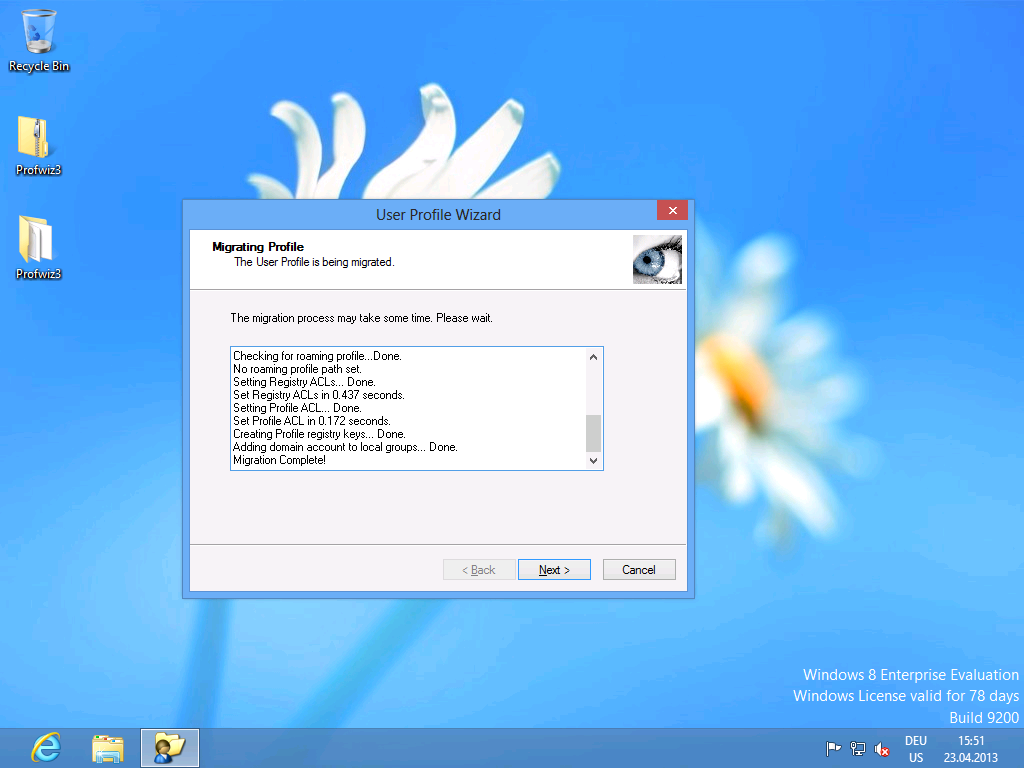 Recycle Bin
Profwiz3
Profwiz3
User Profile Wizard
Migrating Profile
The User Profile is being migrated.
The migration process may take some time. Please wait.
Checking for roaming profile...Done.
No roaming profile path set.
Setting Registry ACLs... Done.
Set Registry ACLs in 0.437 seconds.
Setting Profile ACL... Done.
Set Profile ACL in 0.172 seconds.
Creating Profile registry keys... Done.
Adding domain account to local groups... Done.
Migration Complete!
< Back
Next >
Cancel
Windows 8 Enterprise Evaluation
Windows License valid for 78 days
Build 9200
DEU
US
15:51
23.04.2013